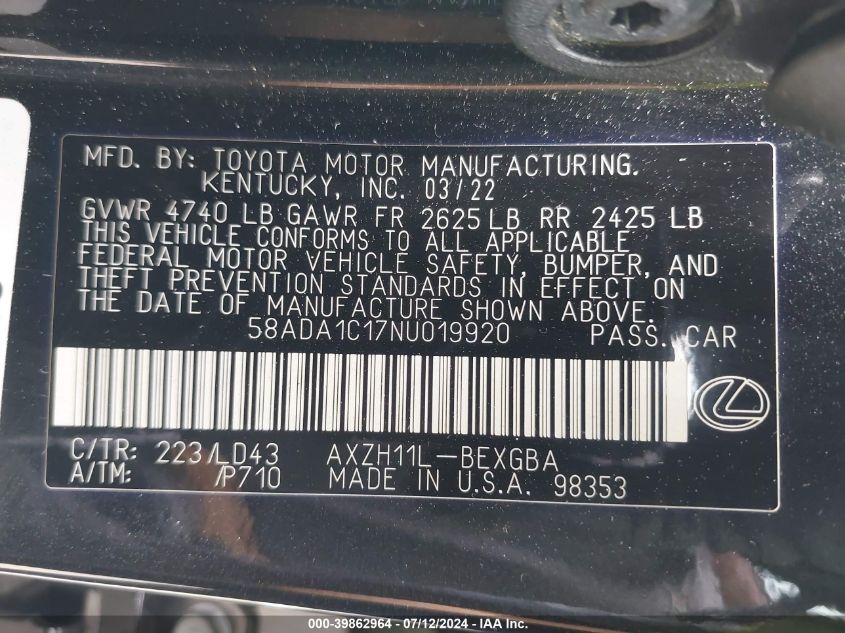 MFD. BY: TOYOTA MOTOR MANUFACTURING.
KENTUCKY, INC. 03/22
GVWR 4740 LB GAWR FR 2625 LB RR 2425 LB
THIS VEHICLE CONFORMS TO ALL APPLICABLE
FEDERAL MOTOR VEHICLE SAFETY, BUMPER, AND
THEFT PREVENTION STANDARDS IN EFFECT ON
THE DATE OF MANUFACTURE SHOWN ABOVE.
58ADA1C17NU019920 PASS. CAR
C/TR: 223/LD43 AXZH11L-BEXGBA
A/TM: /P710 MADE IN U.S.A. 98353
000-39862964 - 07/12/2024 - IAA Inc.